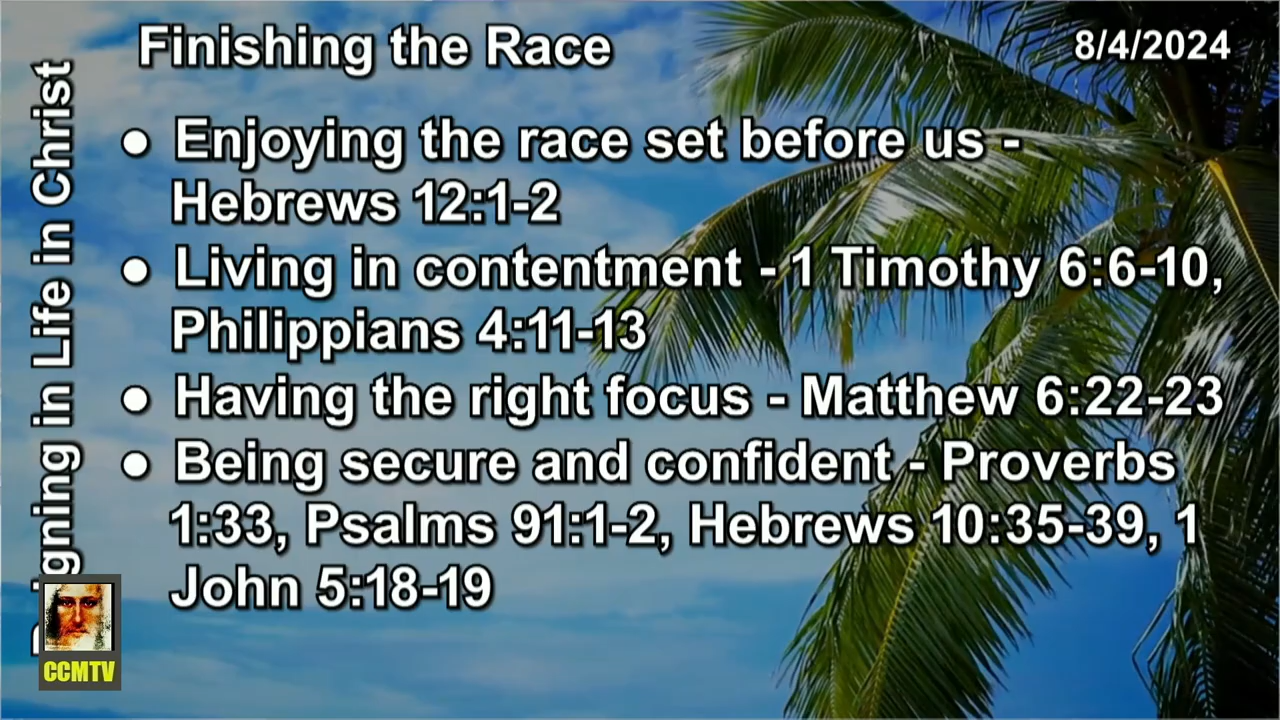 Finishing the Race
8/4/2024
● Enjoying the race set before us -
Hebrews 12:1-2
● Living in contentment - 1 Timothy 6:6-10,
Philippians 4:11-13
● Having the right focus - Matthew 6:22-23
● Being secure and confident - Proverbs
1:33, Psalms 91:1-2, Hebrews 10:35-39, 1
John 5:18-19
in Life in Christ
CCMTV